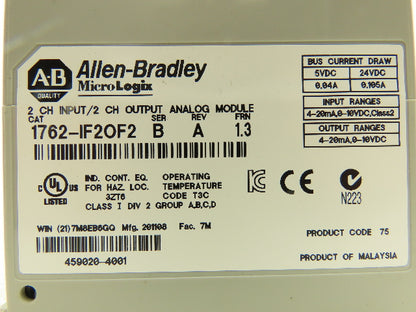 A-B
QUALITY
Allen-Bradley
MicroLogix
2 CH INPUT/2 CH OUTPUT ANALOG MODULE
CAT SER REV FRN
1762-IF2OF2 B A 1.3
BUS CURRENT DRAW
5VDC 24VDC
0.04A 0.105A
INPUT RANGES
4-20mA,0-10VDC,Class2
OUTPUT RANGES
4-20mA,0-10VDC
C UL US
LISTED
IND. CONT. EQ.
FOR HAZ. LOC.
3ZT6
OPERATING
TEMPERATURE
CODE T3C
CLASS I DIV 2 GROUP A,B,C,D
CE
N223
WIN (21)7M8EB6GQ Mfg. 201108 Fac. 7M
459020-4001
PRODUCT CODE 75
PRODUCT OF MALAYSIA